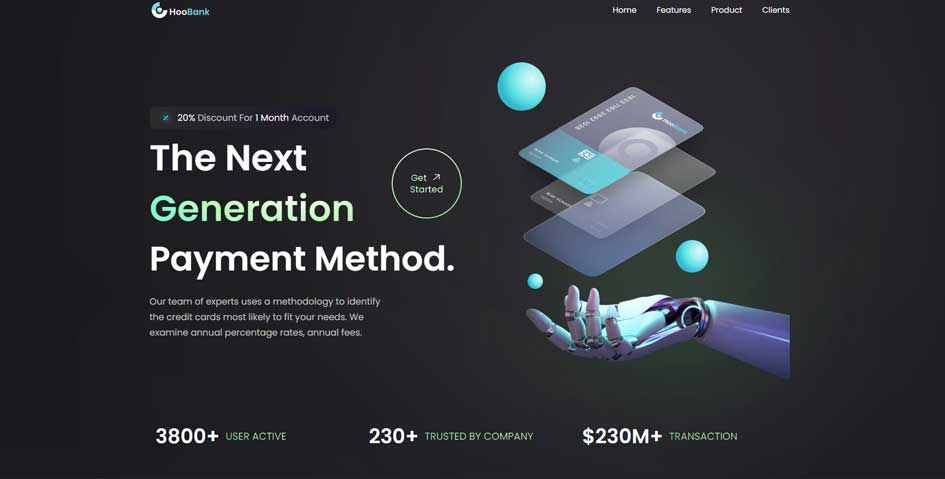 HooBank
Home Features Product Clients
20% Discount For 1 Month Account
The Next
Generation
Payment Method.
Get
Started
Our team of experts uses a methodology to identify
the credit cards most likely to fit your needs. We
examine annual percentage rates, annual fees.
HooBank
3800+ USER ACTIVE
230+ TRUSTED BY COMPANY
$230M+ TRANSACTION